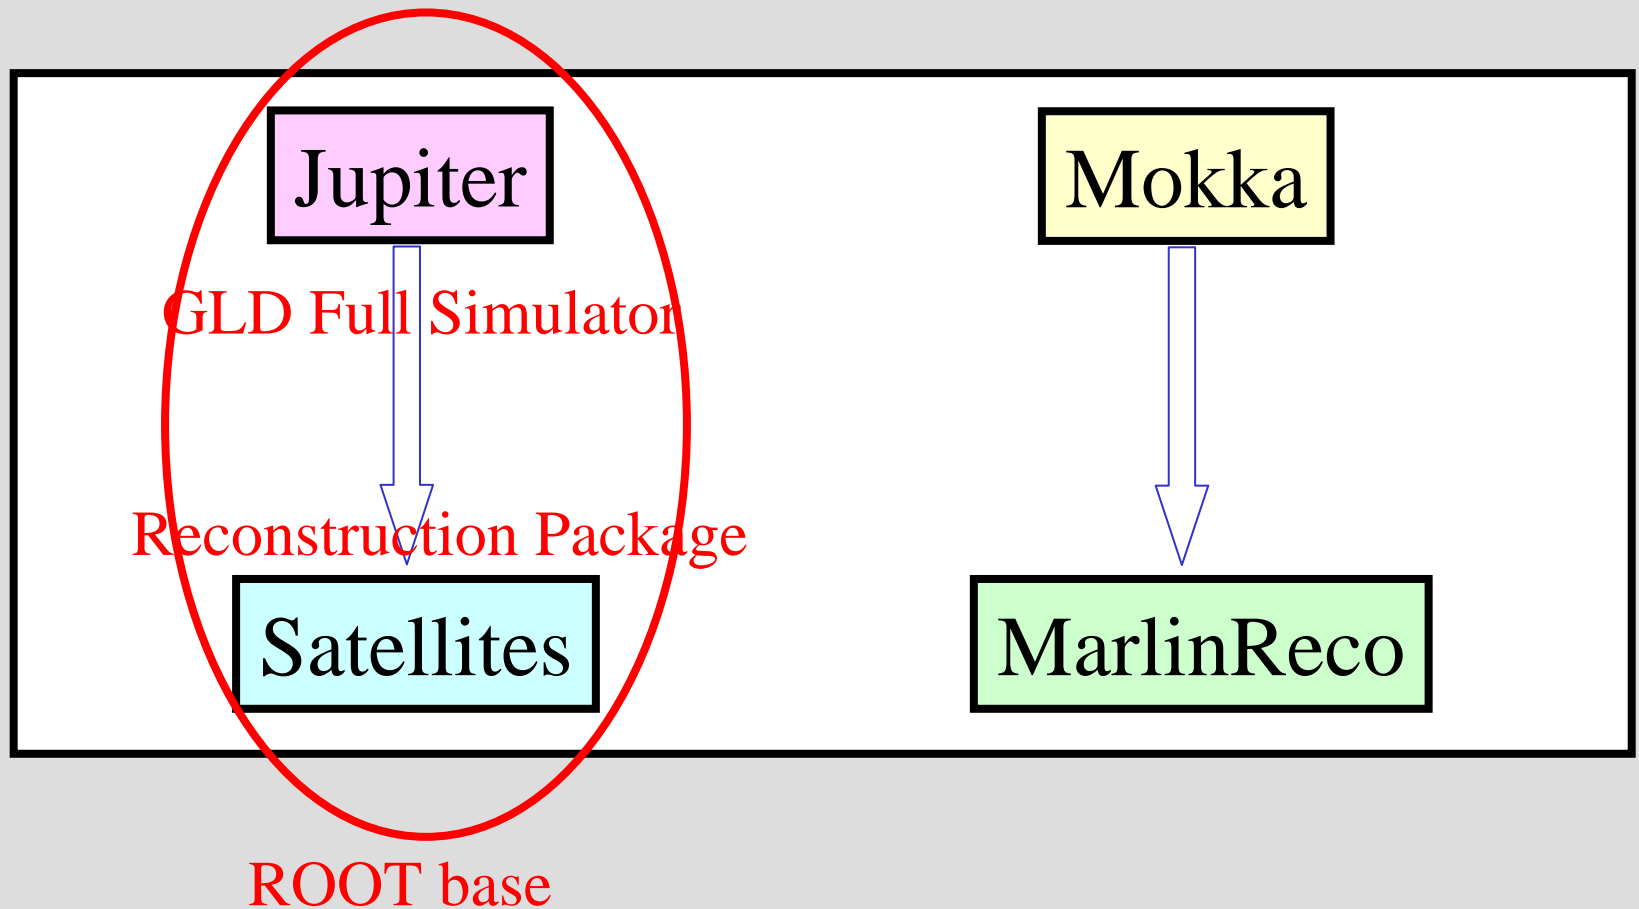 Jupiter
Mokka
GLD Full Simulator
Reconstruction Package
Satellites
MarlinReco
ROOT base